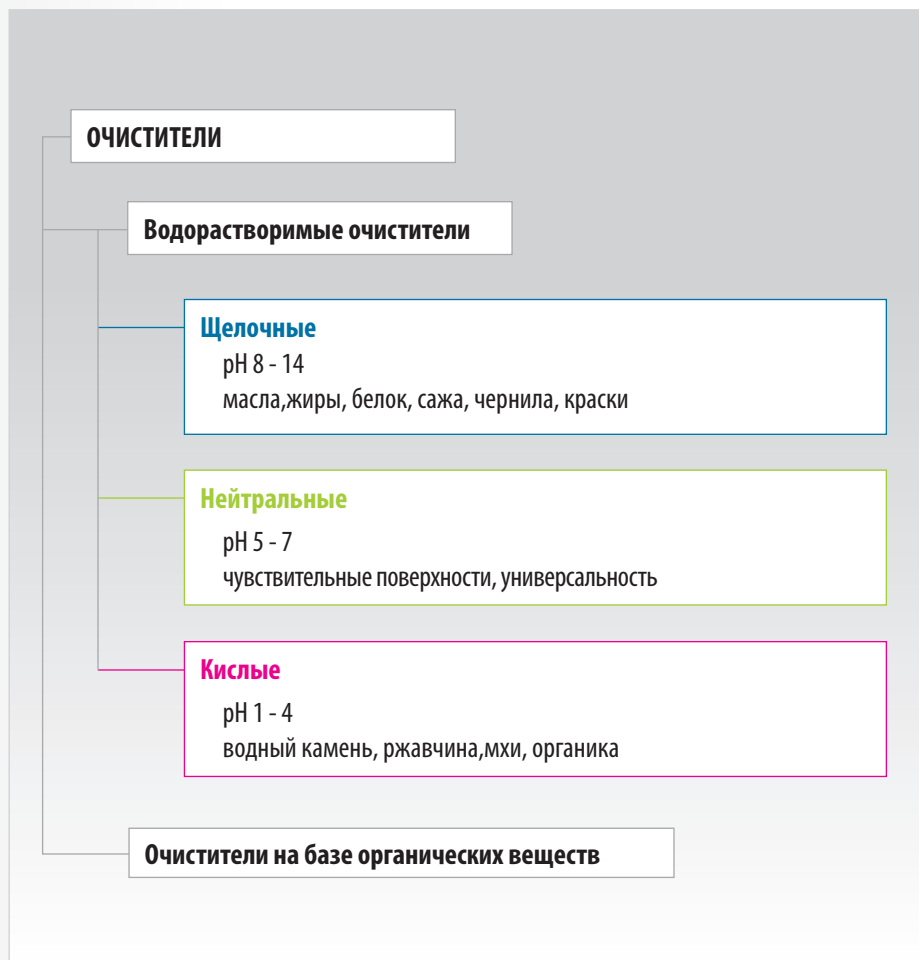 ОЧИСТИТЕЛИ
Водорастворимые очистители
Щелочные
pH 8 - 14
масла,жиры, белок, сажа, чернила, краски
Нейтральные
pH 5 - 7
чувствительные поверхности, универсальность
Кислые
pH 1 - 4
водный камень, ржавчина,мхи, органика
Очистители на базе органических веществ